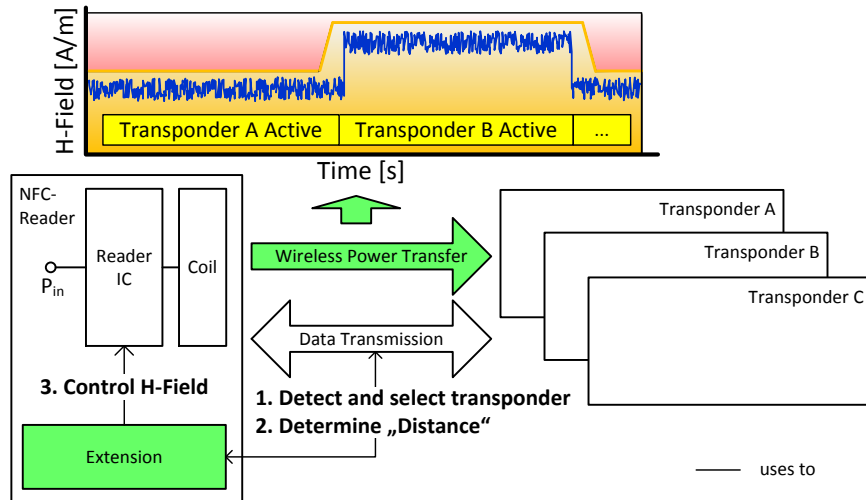 H-Field [A/m]
Transponder A Active
Transponder B Active
...
Time [s]
NFC-
Reader
Reader
IC
Coil
Pin
Wireless Power Transfer
Transponder A
Transponder B
Transponder C
Data Transmission
3. Control H-Field
1. Detect and select transponder
2. Determine „Distance“
Extension
uses to